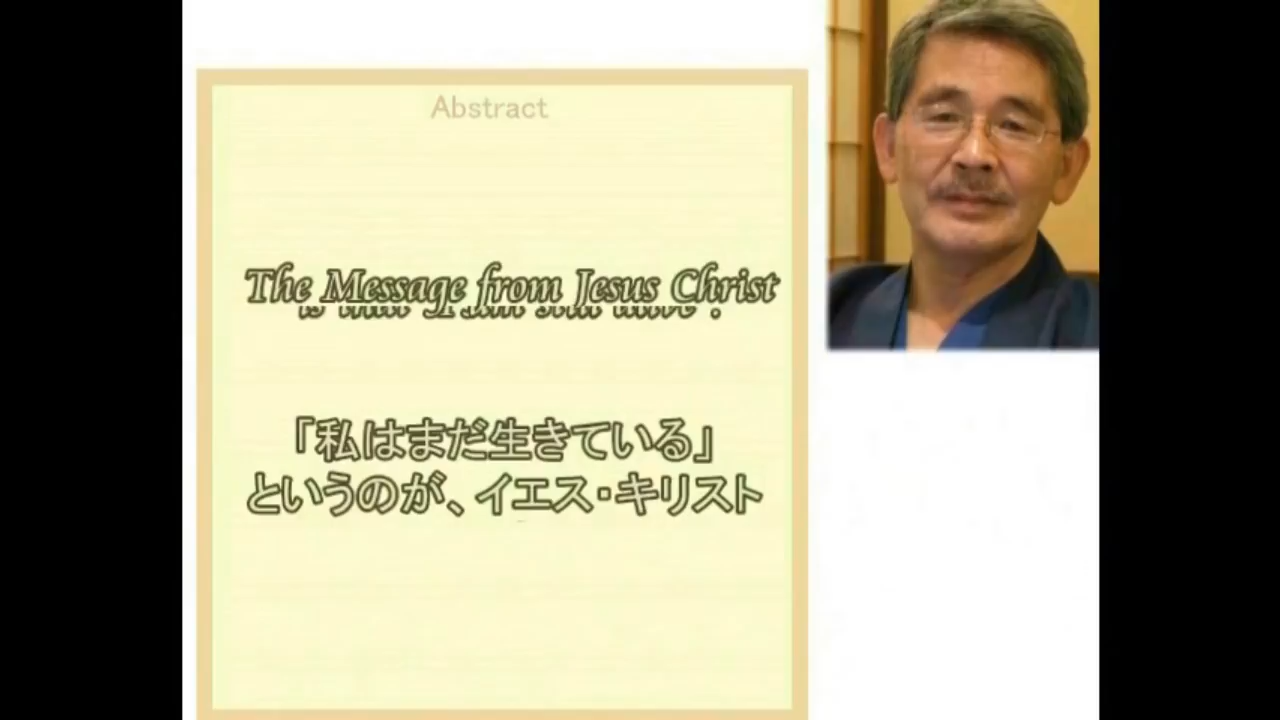 Abstract
The Message from Jesus Christ
「私はまだ生きている」
というのが、イエス・キリスト